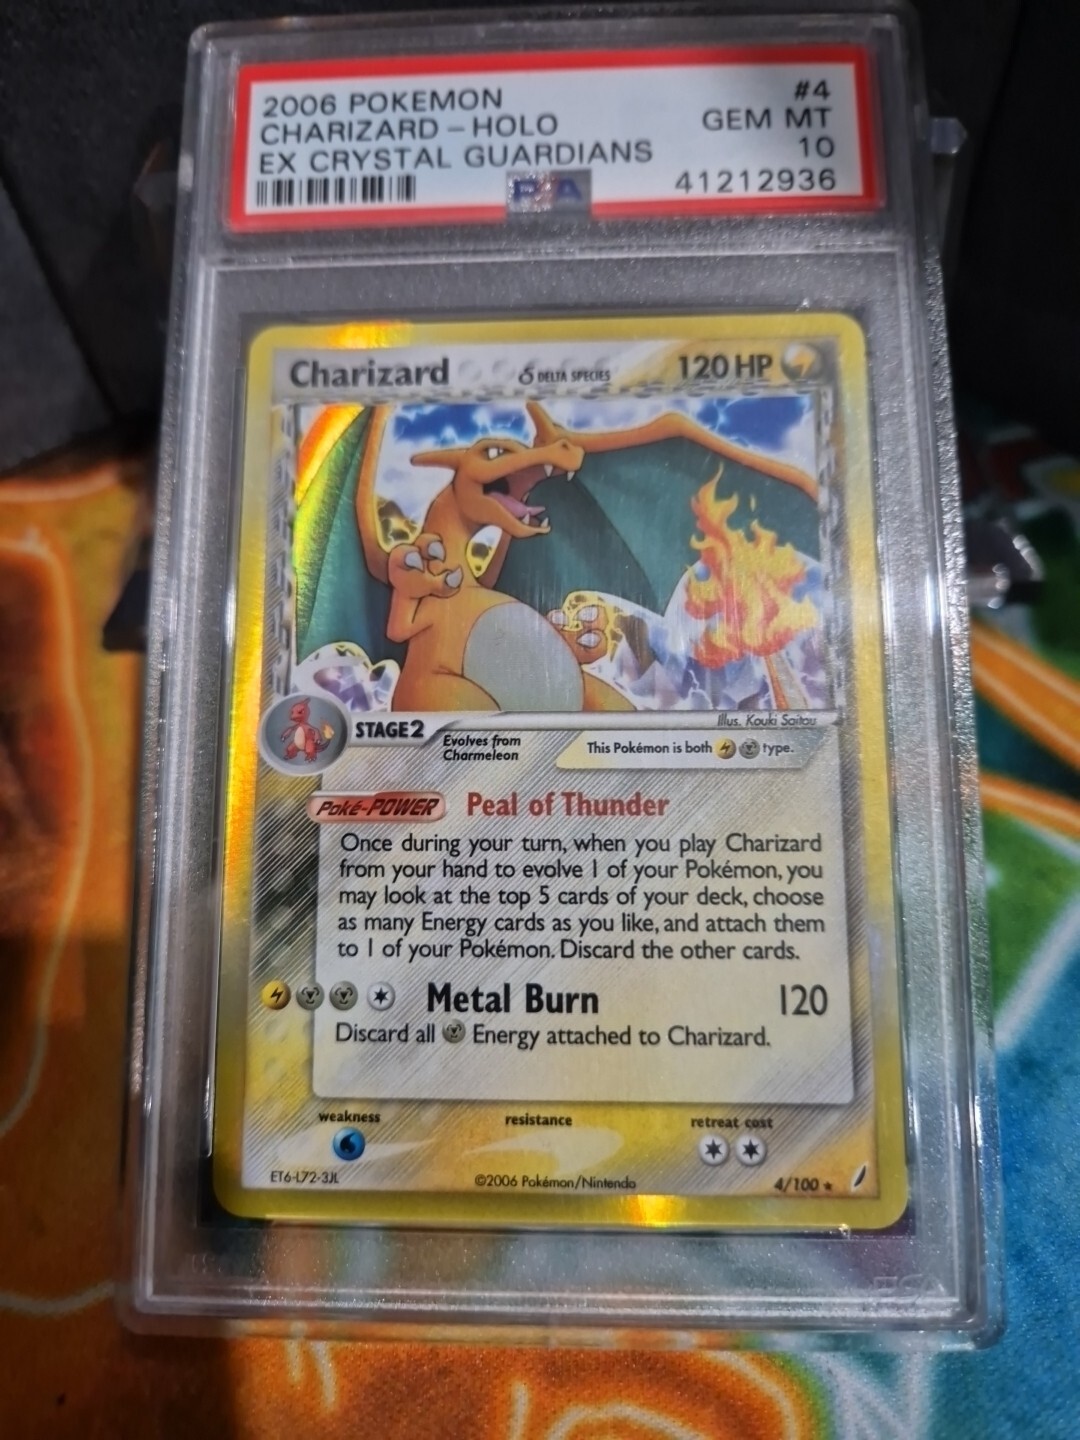 2006 POKEMON #4
CHARIZARD – HOLO GEM MT
EX CRYSTAL GUARDIANS 10
PSA 41212936
Charizard δ DELTA SPECIES 120 HP
Illus. Kouki Saitou
STAGE 2
Evolves from
Charmeleon
This Pokémon is both type.
Poké-POWER Peal of Thunder
Once during your turn, when you play Charizard
from your hand to evolve 1 of your Pokémon, you
may look at the top 5 cards of your deck, choose
as many Energy cards as you like, and attach them
to 1 of your Pokémon. Discard the other cards.
Metal Burn 120
Discard all Energy attached to Charizard.
weakness resistance retreat cost
ET6-L72-3JL ©2006 Pokémon/Nintendo 4/100 ★